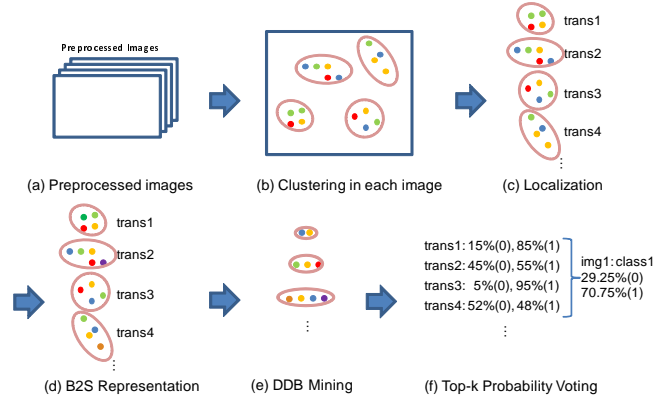 Preprocessed Images
(a) Preprocessed images
(b) Clustering in each image
trans1
trans2
trans3
trans4
...
(c) Localization
trans1
trans2
trans3
trans4
...
(d) B2S Representation
...
(e) DDB Mining
trans1: 15%(0), 85%(1)
trans2: 45%(0), 55%(1)
trans3: 5%(0), 95%(1)
trans4: 52%(0), 48%(1)
...
img1: class1
29.25%(0)
70.75%(1)
(f) Top-k Probability Voting